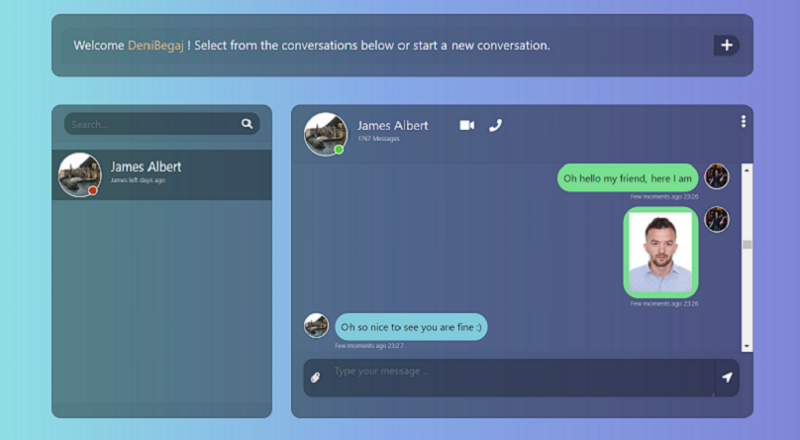 Welcome DeniBegaj ! Select from the conversations below or start a new conversation.
Search...
James Albert
James left days ago
James Albert
1767 Messages
Oh hello my friend, here I am
Few moments ago 23:26
Few moments ago 23:26
Oh so nice to see you are fine :)
Few moments ago 23:27
Type your message ...